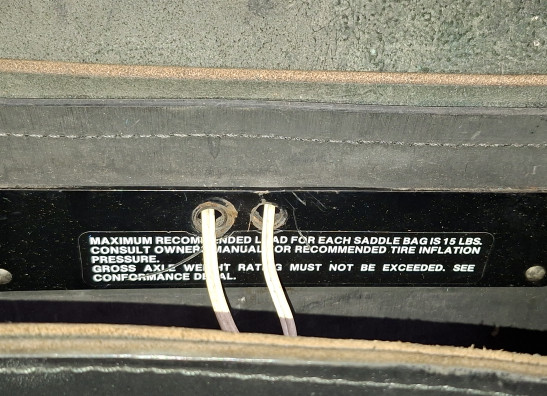 MAXIMUM RECOMMENDED LOAD FOR EACH SADDLE BAG IS 15 LBS.
CONSULT OWNERS MANUAL FOR RECOMMENDED TIRE INFLATION
PRESSURE.
GROSS AXLE WEIGHT RATING MUST NOT BE EXCEEDED. SEE
CONFORMANCE DECAL.